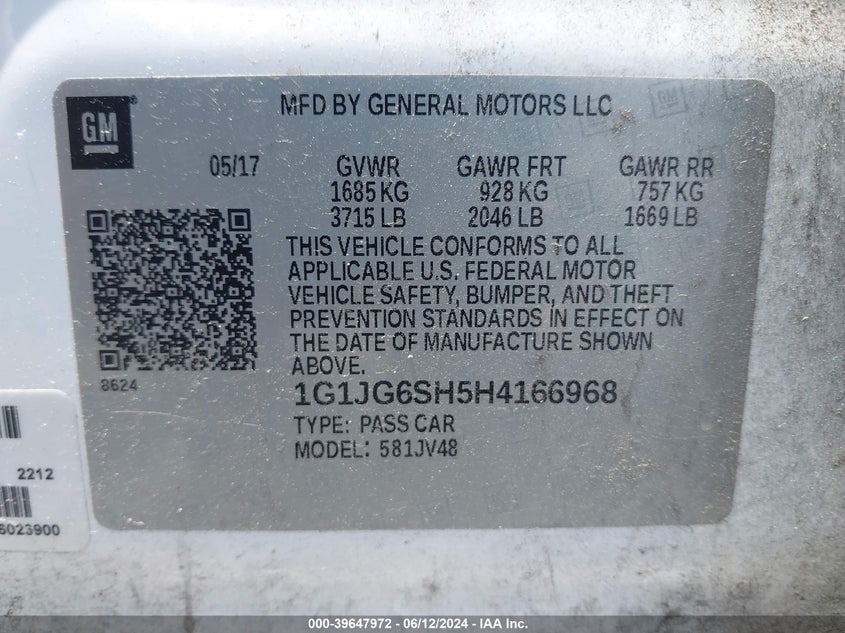 GM
MFD BY GENERAL MOTORS LLC
05/17 GVWR GAWR FRT GAWR RR
1685 KG 928 KG 757 KG
3715 LB 2046 LB 1669 LB
THIS VEHICLE CONFORMS TO ALL
APPLICABLE U.S. FEDERAL MOTOR
VEHICLE SAFETY, BUMPER, AND THEFT
PREVENTION STANDARDS IN EFFECT ON
THE DATE OF MANUFACTURE SHOWN
ABOVE.
8624
1G1JG6SH5H4166968
TYPE: PASS CAR
MODEL: 581JV48
2212
6023900
000-39647972 - 06/12/2024 - IAA Inc.